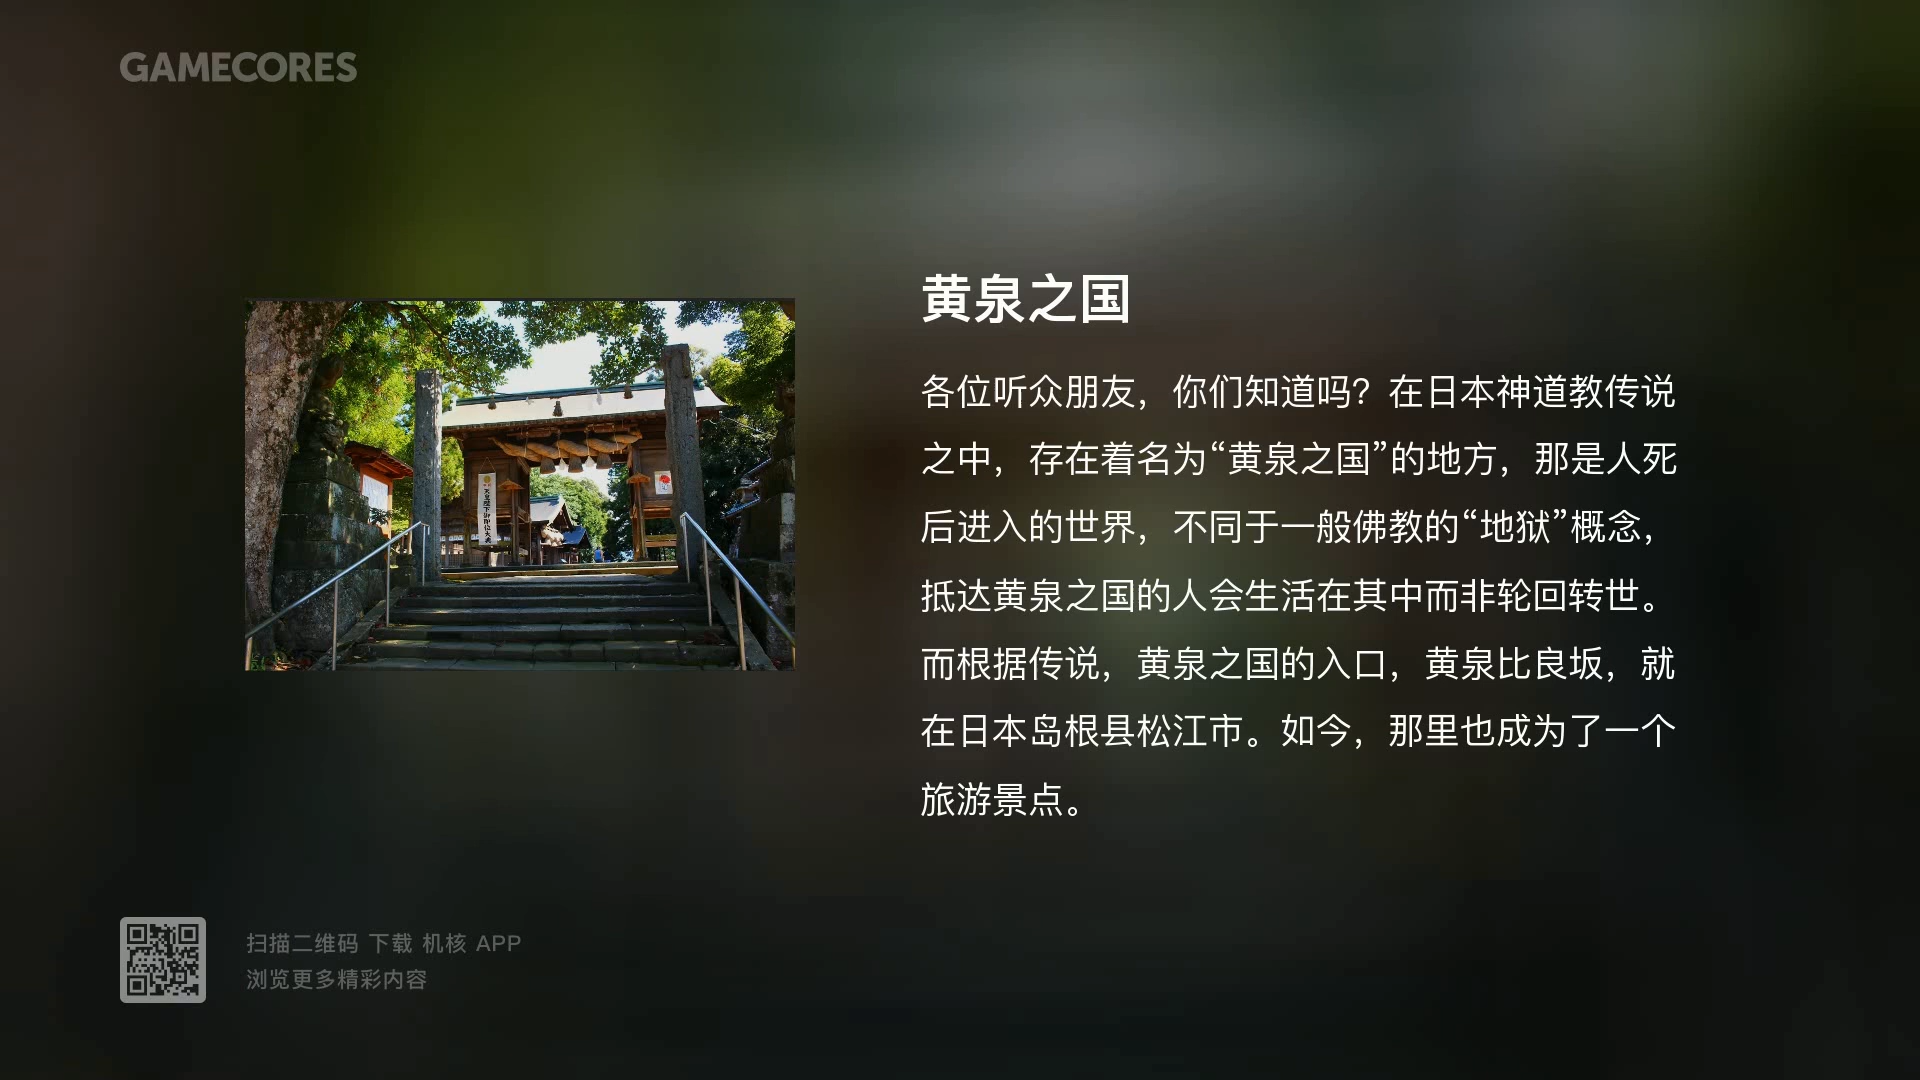 GAMECORES
黄泉之国
各位听众朋友，你们知道吗？在日本神道教传说
之中，存在着名为“黄泉之国”的地方，那是人死
后进入的世界，不同于一般佛教的“地狱”概念，
抵达黄泉之国的人会生活在其中而非轮回转世。
而根据传说，黄泉之国的入口，黄泉比良坂，就
在日本岛根县松江市。如今，那里也成为了一个
旅游景点。
扫描二维码 下载 机核 APP
浏览更多精彩内容